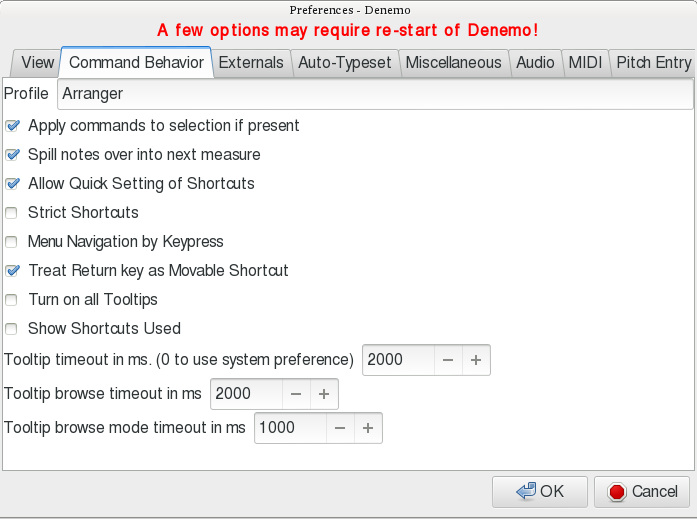 Preferences - Denemo
A few options may require re-start of Denemo!
View Command Behavior Externals Auto-Typeset Miscellaneous Audio MIDI Pitch Entry
Profile Arranger
Apply commands to selection if present
Spill notes over into next measure
Allow Quick Setting of Shortcuts
Strict Shortcuts
Menu Navigation by Keypress
Treat Return key as Movable Shortcut
Turn on all Tooltips
Show Shortcuts Used
Tooltip timeout in ms. (0 to use system preference) 2000 − +
Tooltip browse timeout in ms 2000 − +
Tooltip browse mode timeout in ms 1000 − +
OK Cancel